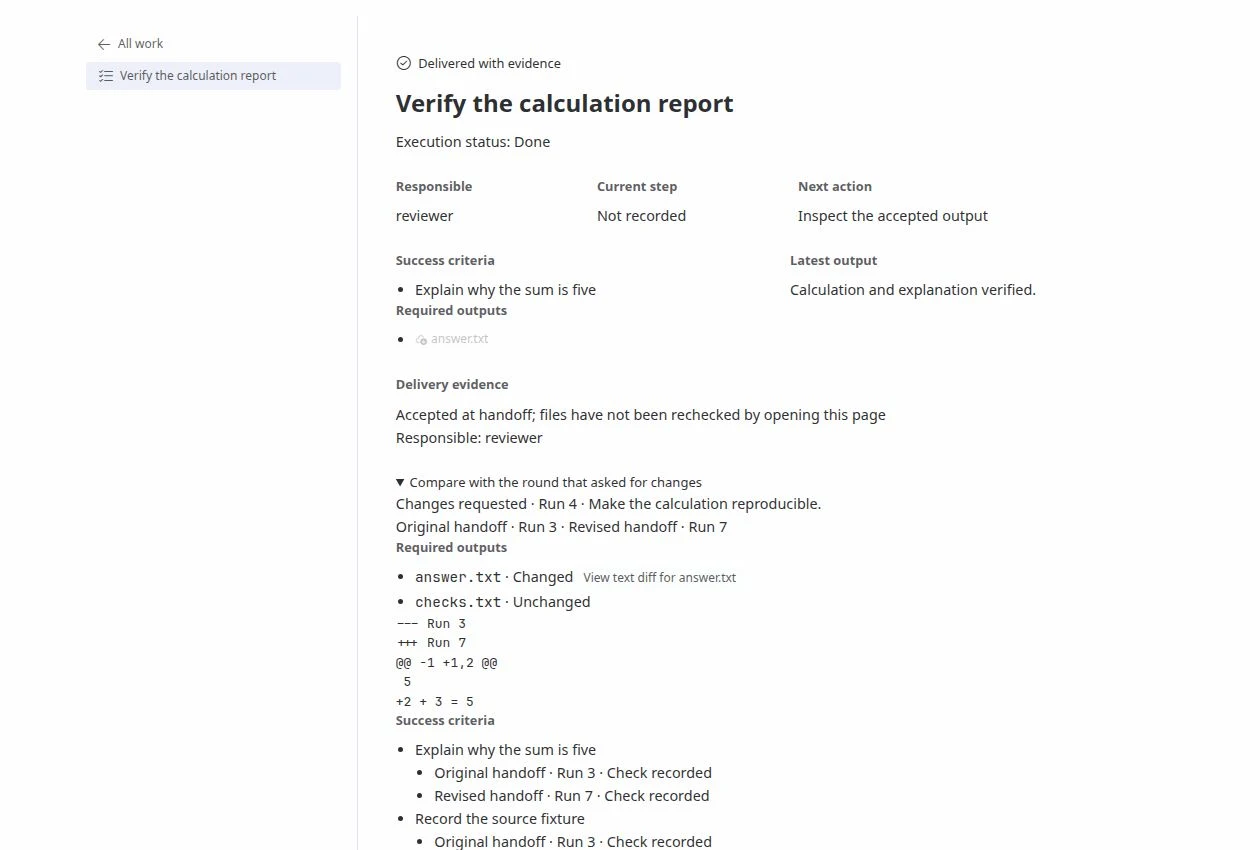 All work
Verify the calculation report
Delivered with evidence
Verify the calculation report
Execution status: Done
Responsible
Current step
Next action
reviewer
Not recorded
Inspect the accepted output
Success criteria
Latest output
Explain why the sum is five
Calculation and explanation verified.
Required outputs
answer.txt
Delivery evidence
Accepted at handoff; files have not been rechecked by opening this page
Responsible: reviewer
Compare with the round that asked for changes
Changes requested · Run 4 · Make the calculation reproducible.
Original handoff · Run 3 · Revised handoff · Run 7
Required outputs
answer.txt · Changed View text diff for answer.txt
checks.txt · Unchanged
--- Run 3
+++ Run 7
@@ -1 +1,2 @@
 5
+2 + 3 = 5
Success criteria
Explain why the sum is five
Original handoff · Run 3 · Check recorded
Revised handoff · Run 7 · Check recorded
Record the source fixture
Original handoff · Run 3 · Check recorded